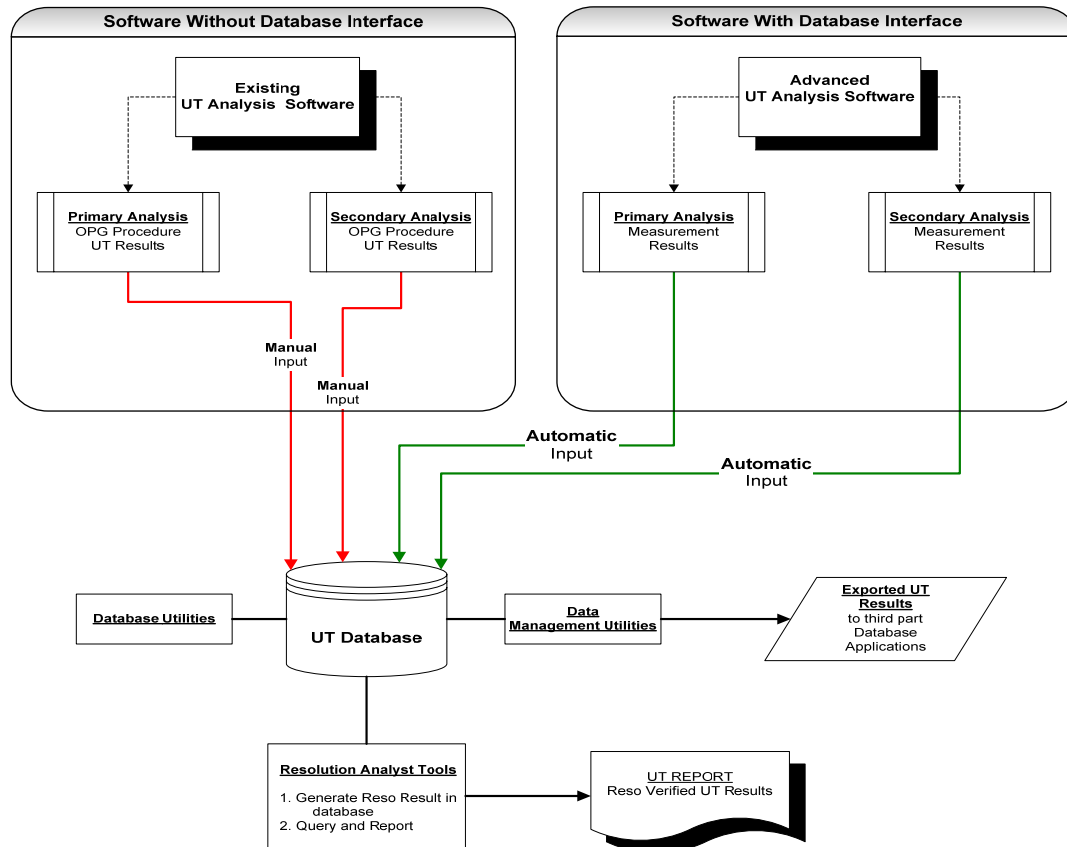 Software Without Database Interface
Software With Database Interface
Existing
UT Analysis Software
Advanced
UT Analysis Software
Primary Analysis
OPG Procedure
UT Results
Secondary Analysis
OPG Procedure
UT Results
Primary Analysis
Measurement
Results
Secondary Analysis
Measurement
Results
Manual
Input
Manual
Input
Automatic
Input
Automatic
Input
Database Utilities
UT Database
Data
Management Utilities
Exported UT
Results
to third part
Database
Applications
Resolution Analyst Tools
1. Generate Reso Result in
database
2. Query and Report
UT REPORT
Reso Verified UT Results